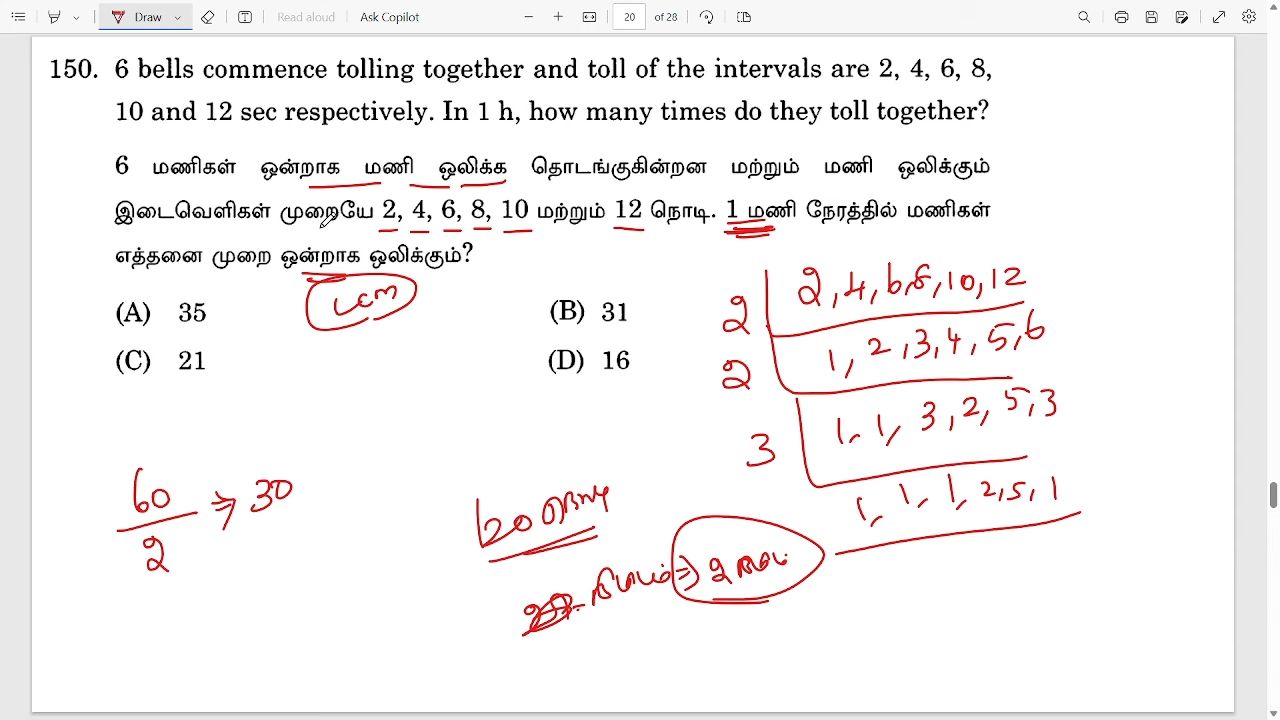 Draw
Read aloud
Ask Copilot
20 of 28
150. 6 bells commence tolling together and toll of the intervals are 2, 4, 6, 8,
10 and 12 sec respectively. In 1 h, how many times do they toll together?
6 மணிகள் ஒன்றாக மணி ஒலிக்க தொடங்குகின்றன மற்றும் மணி ஒலிக்கும்
இடைவெளிகள் முறையே 2, 4, 6, 8, 10 மற்றும் 12 நொடி. 1 மணி நேரத்தில் மணிகள்
எத்தனை முறை ஒன்றாக ஒலிக்கும்?
LCM
(A) 35
(B) 31
(C) 21
(D) 16
2 2, 4, 6, 8, 10, 12
2 1, 2, 3, 4, 5, 6
3 1, 1, 3, 2, 5, 3
1, 1, 1, 2, 5, 1
60
2
⇒ 30
⇒ 2